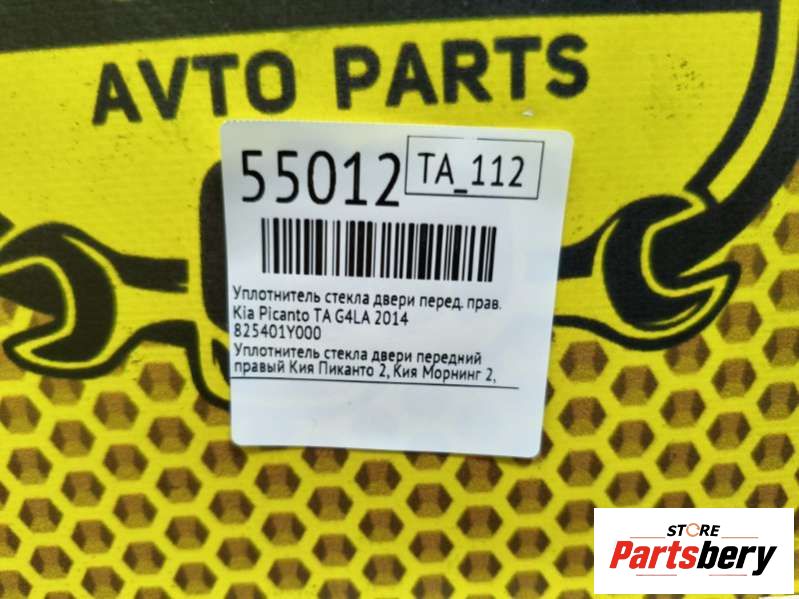 AVTO PARTS
55012 TA_112
Уплотнитель стекла двери перед. прав.
Kia Picanto TA G4LA 2014
825401Y000
Уплотнитель стекла двери передний
правый Кия Пиканто 2, Кия Морнинг 2,
STORE
Partsbery